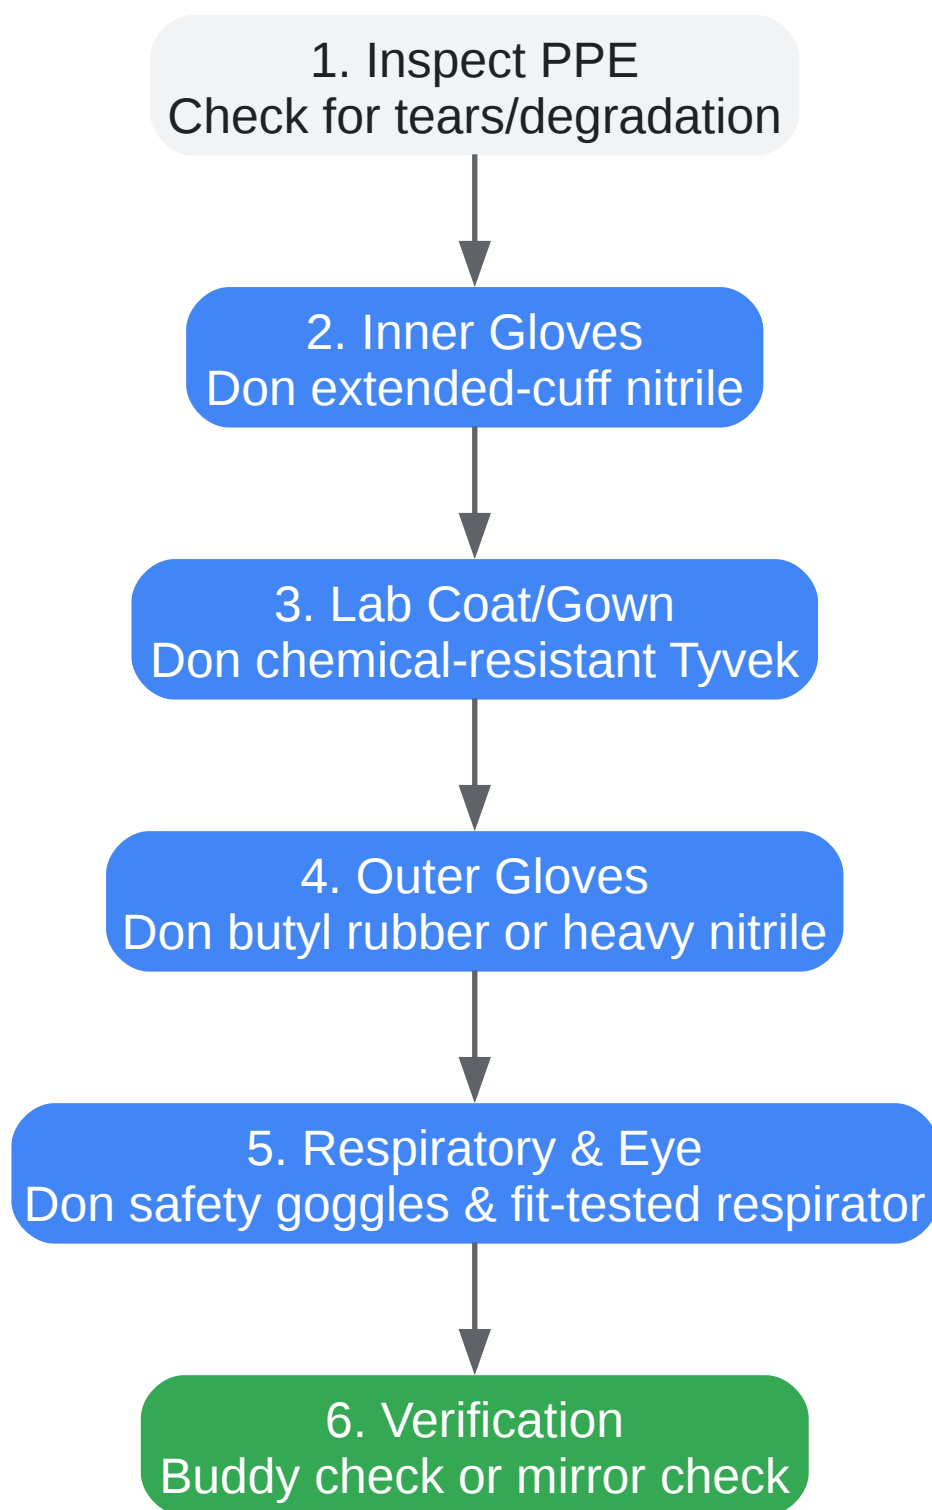 1. Inspect PPE
Check for tears/degradation
2. Inner Gloves
Don extended-cuff nitrile
3. Lab Coat/Gown
Don chemical-resistant Tyvek
4. Outer Gloves
Don butyl rubber or heavy nitrile
5. Respiratory & Eye
Don safety goggles & fit-tested respirator
6. Verification
Buddy check or mirror check